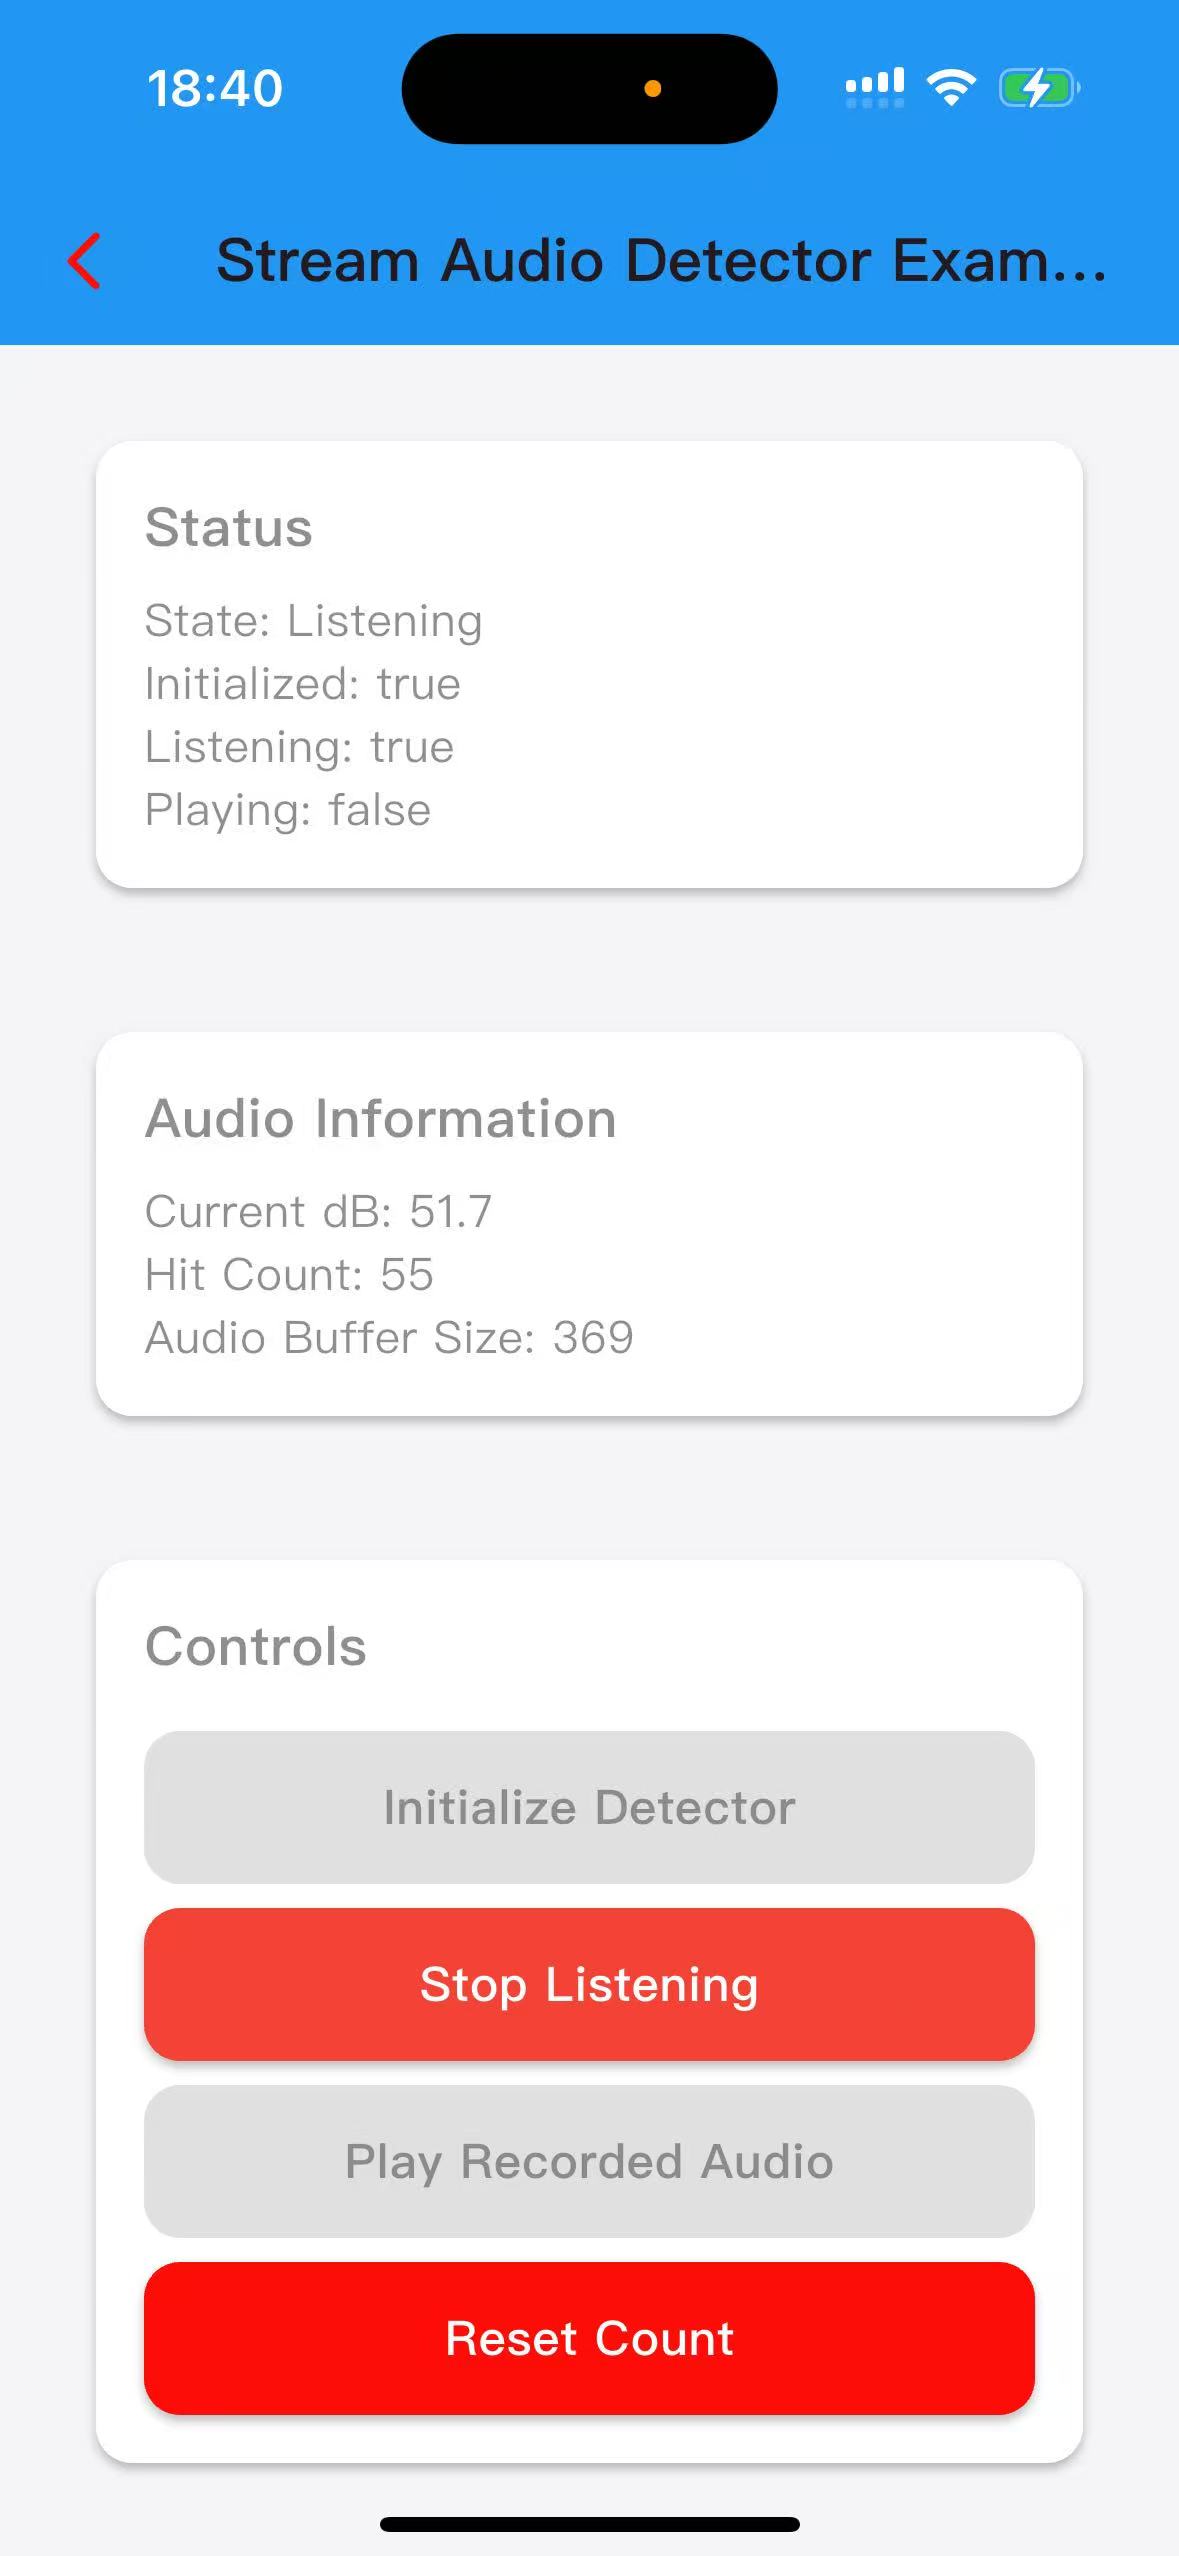 18:40
Stream Audio Detector Exam...
Status
State: Listening
Initialized: true
Listening: true
Playing: false
Audio Information
Current dB: 51.7
Hit Count: 55
Audio Buffer Size: 369
Controls
Initialize Detector
Stop Listening
Play Recorded Audio
Reset Count